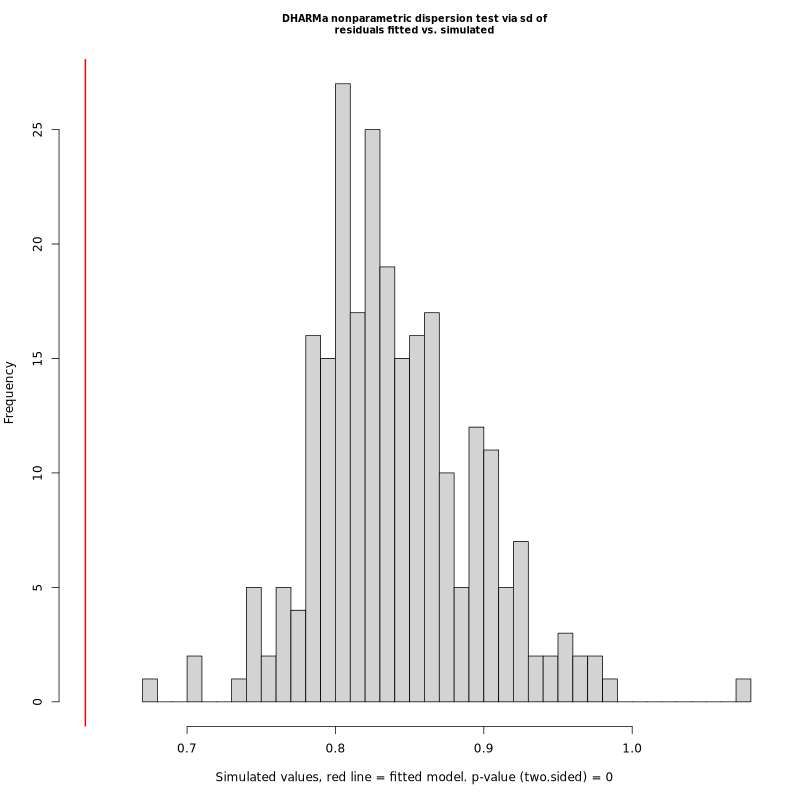 DHARMa nonparametric dispersion test via sd of
residuals fitted vs. simulated
25
20
15
10
5
0
Frequency
0.7 0.8 0.9 1.0
Simulated values, red line = fitted model. p-value (two.sided) = 0